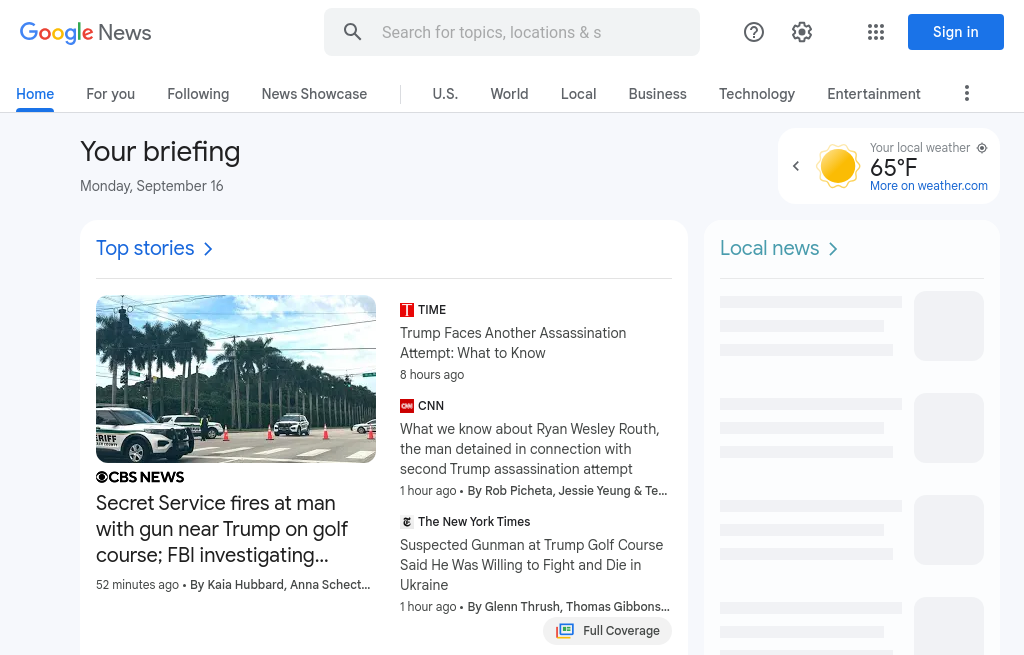 Google News
Search for topics, locations & s
Sign in
Home
For you
Following
News Showcase
U.S.
World
Local
Business
Technology
Entertainment
Your briefing
Monday, September 16
Your local weather
65°F
More on weather.com
Top stories
Local news
ERIFF
CBS NEWS
Secret Service fires at man
with gun near Trump on golf
course; FBI investigating...
52 minutes ago • By Kaia Hubbard, Anna Schect...
TIME
Trump Faces Another Assassination
Attempt: What to Know
8 hours ago
CNN
CNN
What we know about Ryan Wesley Routh,
the man detained in connection with
second Trump assassination attempt
1 hour ago • By Rob Picheta, Jessie Yeung & Te...
The New York Times
Suspected Gunman at Trump Golf Course
Said He Was Willing to Fight and Die in
Ukraine
1 hour ago • By Glenn Thrush, Thomas Gibbons...
Full Coverage